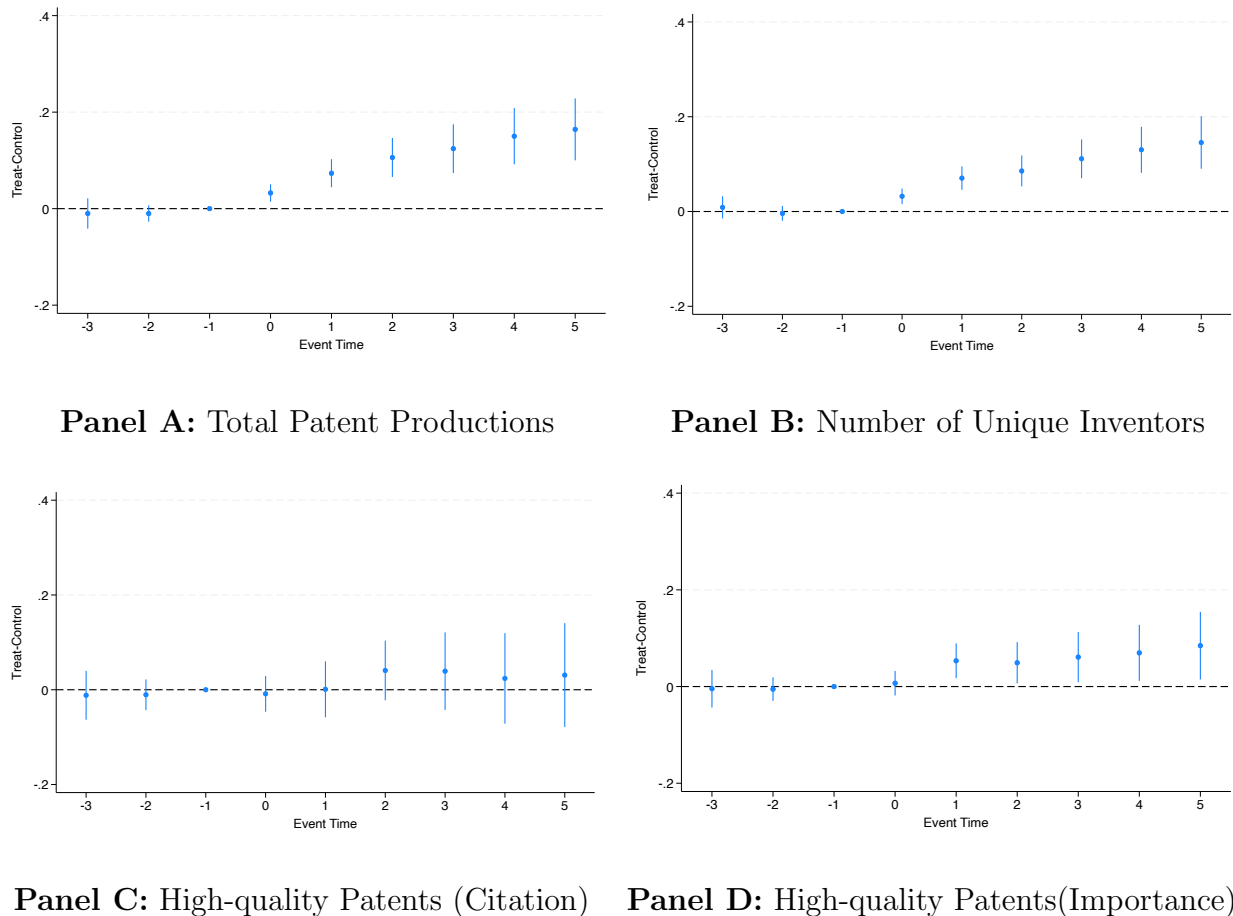 .4
.2
0
-.2
Treat-Control
-3 -2 -1 0 1 2 3 4 5
Event Time
Panel A: Total Patent Productions
.4
.2
0
-.2
Treat-Control
-3 -2 -1 0 1 2 3 4 5
Event Time
Panel B: Number of Unique Inventors
.4
.2
0
-.2
Treat-Control
-3 -2 -1 0 1 2 3 4 5
Event Time
Panel C: High-quality Patents (Citation)
.4
.2
0
-.2
Treat-Control
-3 -2 -1 0 1 2 3 4 5
Event Time
Panel D: High-quality Patents(Importance)